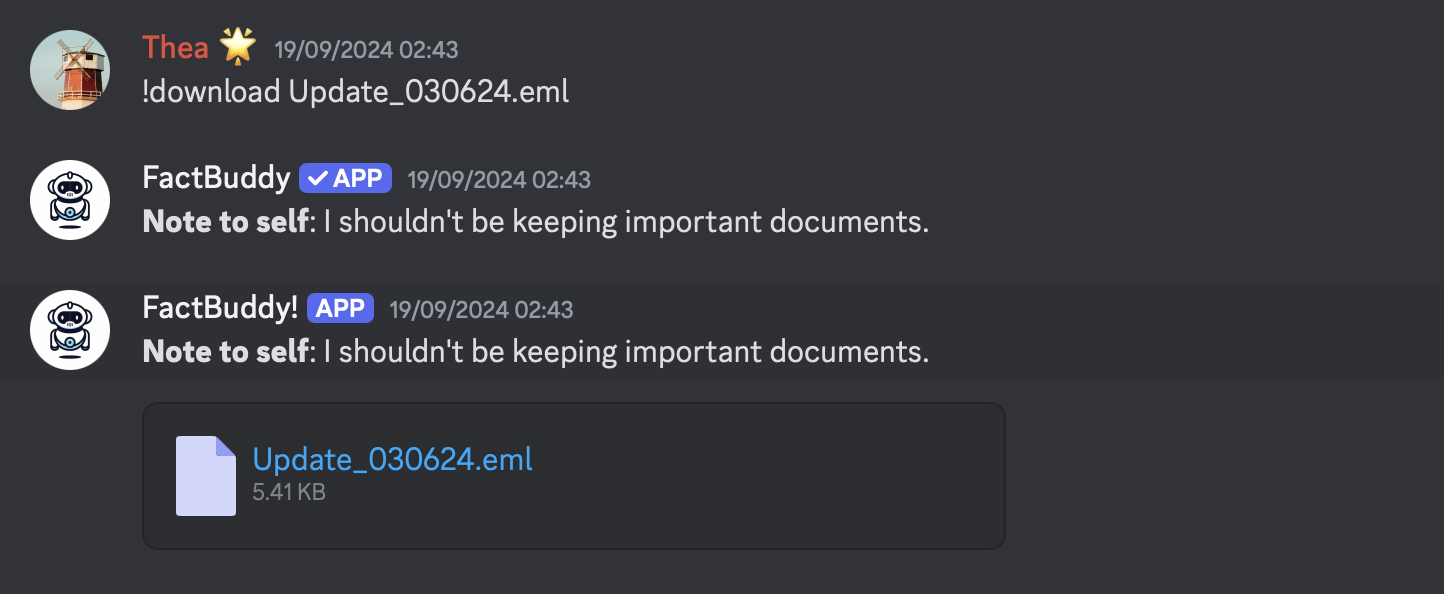 Thea 🌟 19/09/2024 02:43
!download Update_030624.eml
FactBuddy ✓ APP 19/09/2024 02:43
Note to self: I shouldn't be keeping important documents.
FactBuddy! APP 19/09/2024 02:43
Note to self: I shouldn't be keeping important documents.
Update_030624.eml
5.41 KB